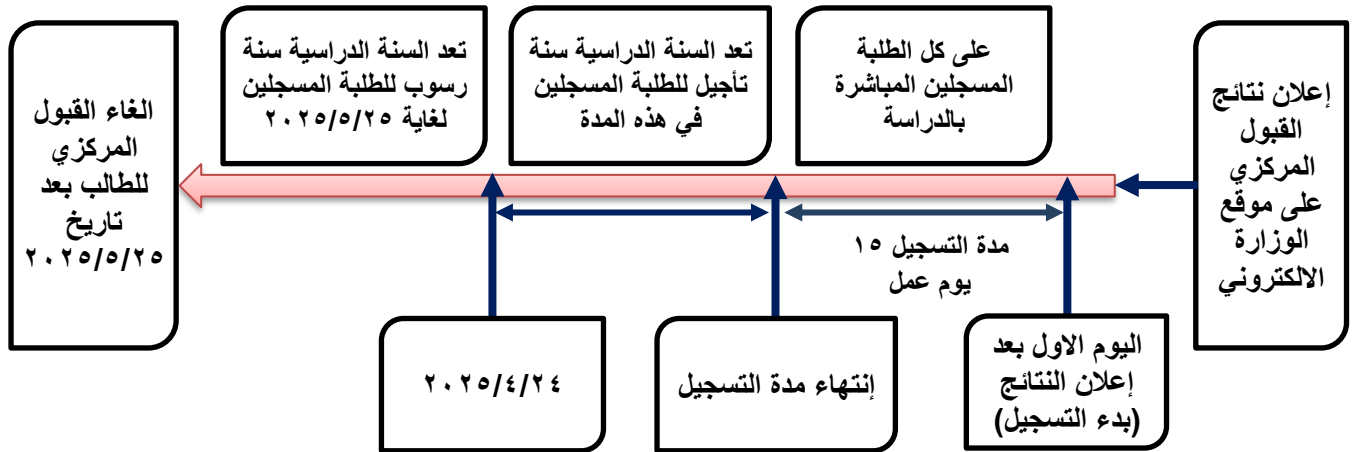 إعلان نتائج
القبول
المركزي
على موقع
الوزارة
الالكتروني
على كل الطلبة
المسجلين المباشرة
بالدراسة
تعد السنة الدراسية سنة
تأجيل للطلبة المسجلين
في هذه المدة
تعد السنة الدراسية سنة
رسوب للطلبة المسجلين
لغاية ٢٠٢٥/٥/٢٥
الغاء القبول
المركزي
للطالب بعد
تاريخ
٢٠٢٥/٥/٢٥
مدة التسجيل ١٥
يوم عمل
اليوم الاول بعد
إعلان النتائج
(بدء التسجيل)
إنتهاء مدة التسجيل
٢٠٢٥/٤/٢٤